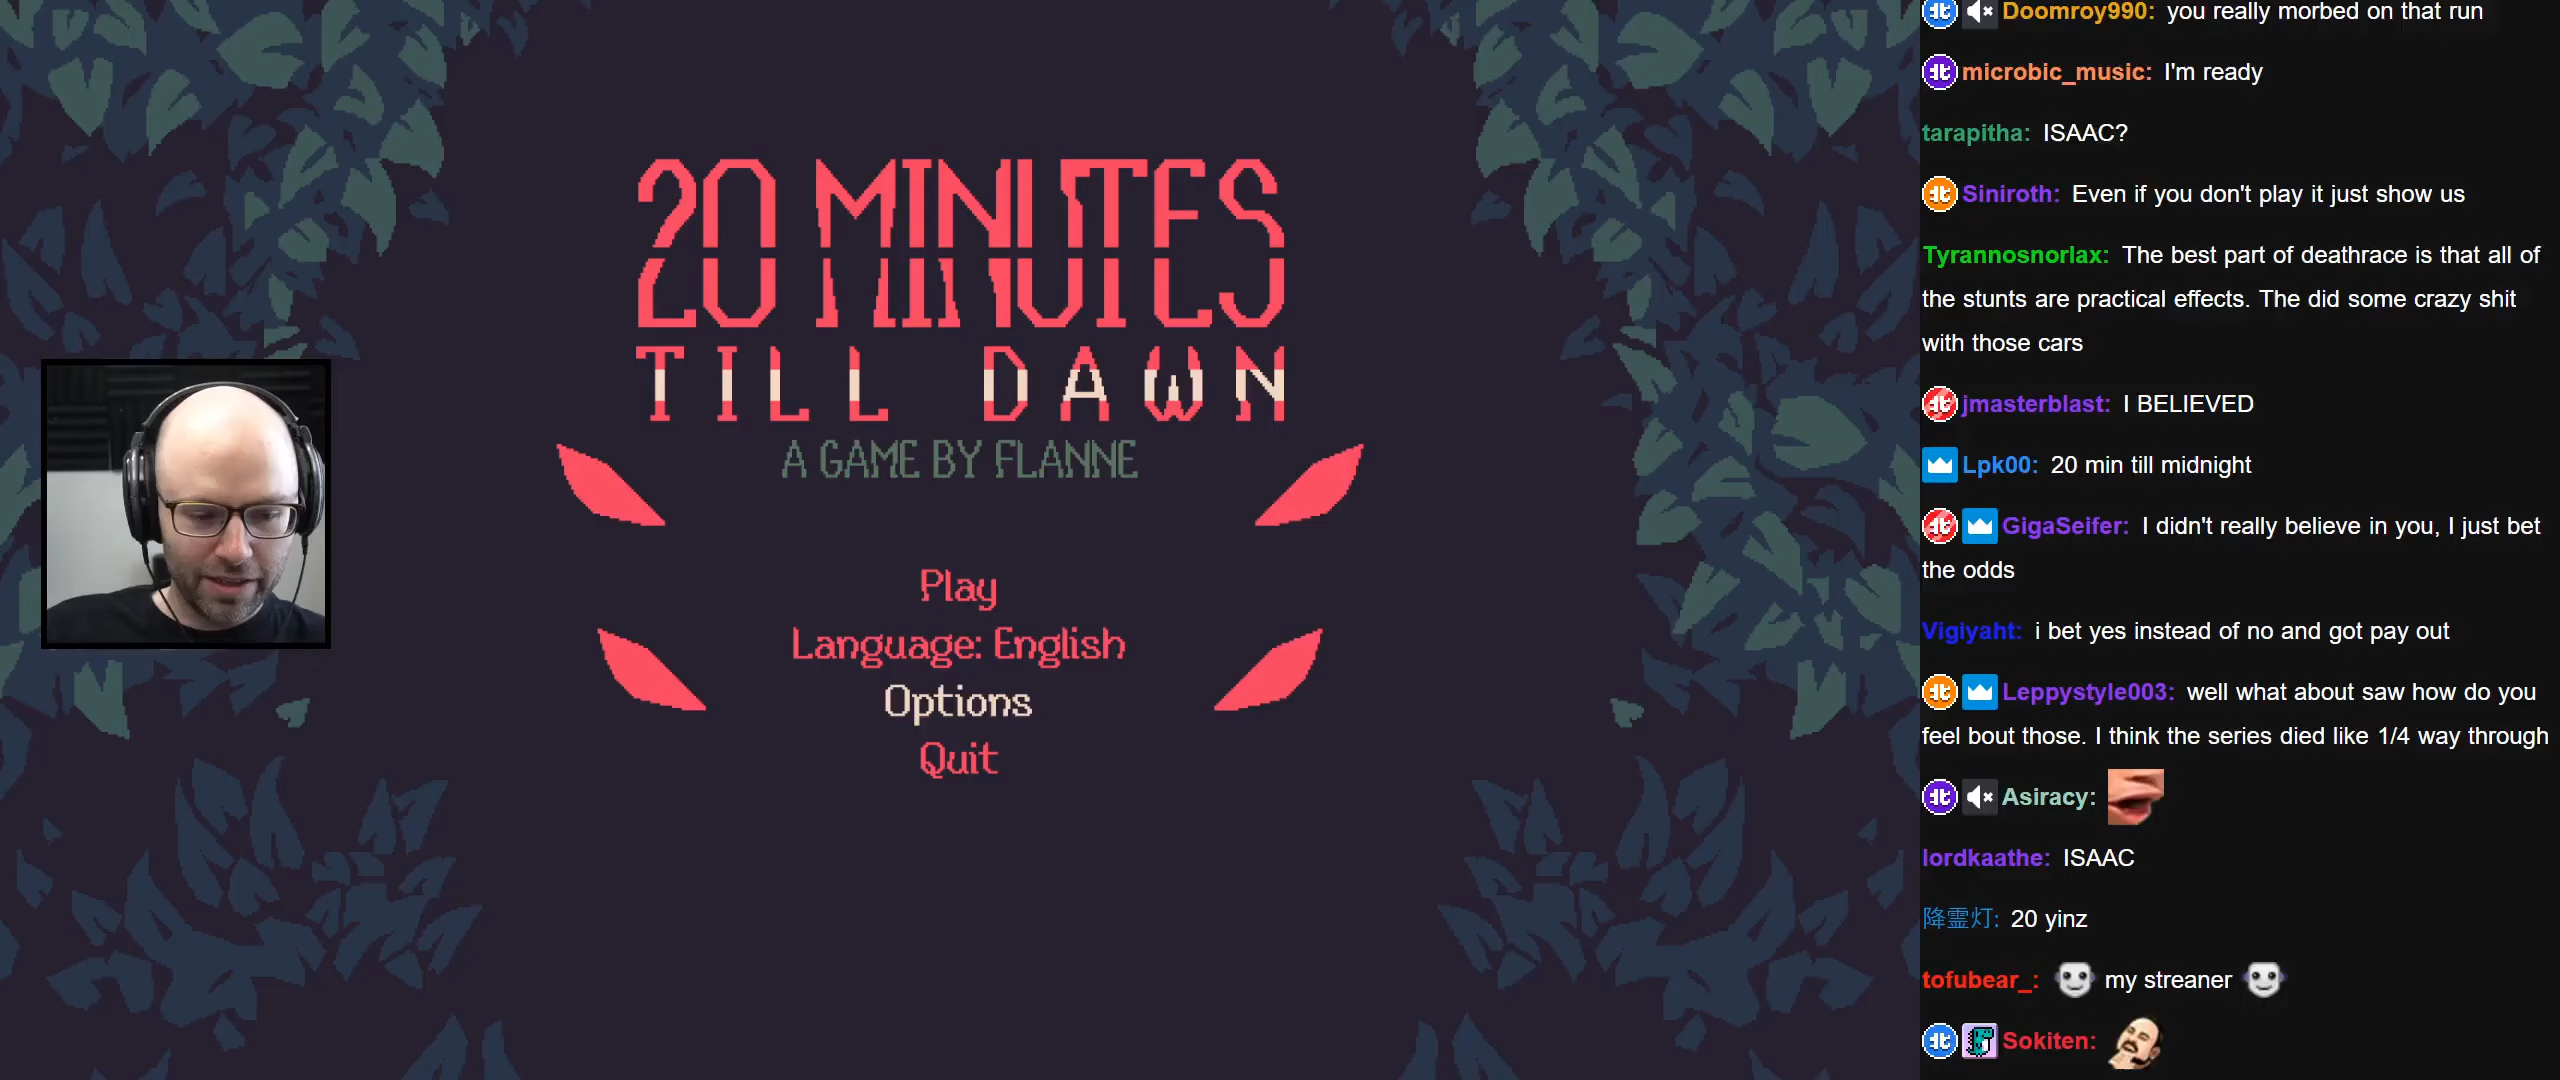 20 MINUTES
TILL DAWN
A GAME BY FLANNE
Play
Language: English
Options
Quit
Doomroy990: you really morbed on that run
microbic_music: I'm ready
tarapitha: ISAAC?
Siniroth: Even if you don't play it just show us
Tyrannosnorlax: The best part of deathrace is that all of
the stunts are practical effects. The did some crazy shit
with those cars
jmasterblast: I BELIEVED
Lpk00: 20 min till midnight
GigaSeifer: I didn't really believe in you, I just bet
the odds
Vigiyaht: i bet yes instead of no and got pay out
Leppystyle003: well what about saw how do you
feel bout those. I think the series died like 1/4 way through
Asiracy:
lordkaathe: ISAAC
降霊灯: 20 yinz
tofubear_: my streaner
Sokiten: